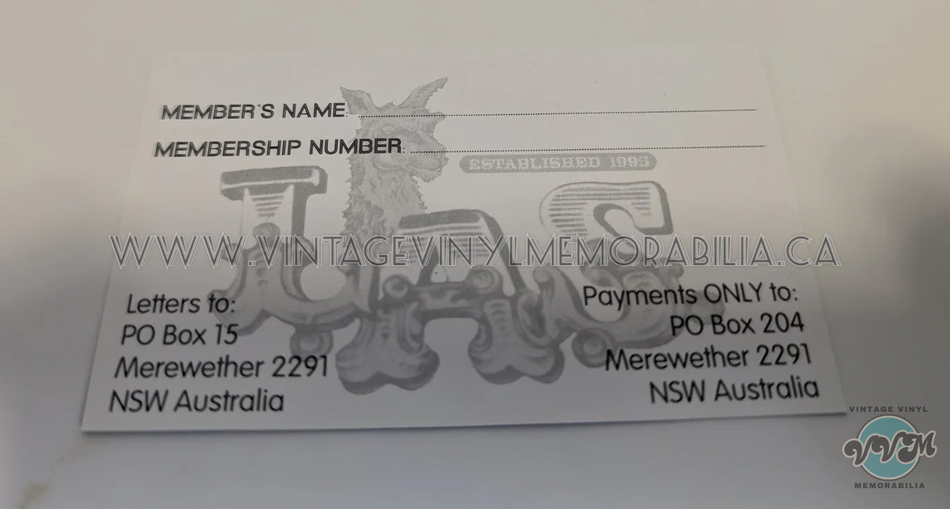 MEMBER'S NAME:
MEMBERSHIP NUMBER:
ESTABLISHED 1995
LAS
WWW.VINTAGEVINYLMEMORABILIA.CA
Letters to:
PO Box 15
Merewether 2291
NSW Australia
Payments ONLY to:
PO Box 204
Merewether 2291
NSW Australia
VINTAGE VINYL
VVM
MEMORABILIA